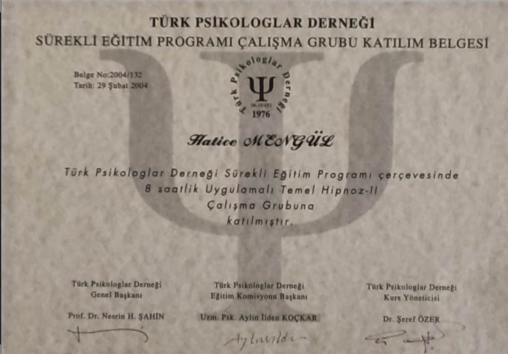 TÜRK PSİKOLOGLAR DERNEĞİ
SÜREKLİ EĞİTİM PROGRAMI ÇALIŞMA GRUBU KATILIM BELGESİ
Belge No:2004/132
Tarih: 29 Şubat 2004
Türk Psikologlar Derneği
1976
Hatice MENGÜL
Türk Psikologlar Derneği Sürekli Eğitim Programı çerçevesinde
8 saatlik Uygulamalı Temel Hipnoz-II
Çalışma Grubuna
katılmıştır.
Türk Psikologlar Derneği Türk Psikologlar Derneği Türk Psikologlar Derneği
Genel Başkanı Eğitim Komisyonu Başkanı Kurs Yöneticisi
Prof. Dr. Nesrin H. ŞAHİN Uzm. Psk. Aylin İlden KOÇKAR Dr. Şeref ÖZER